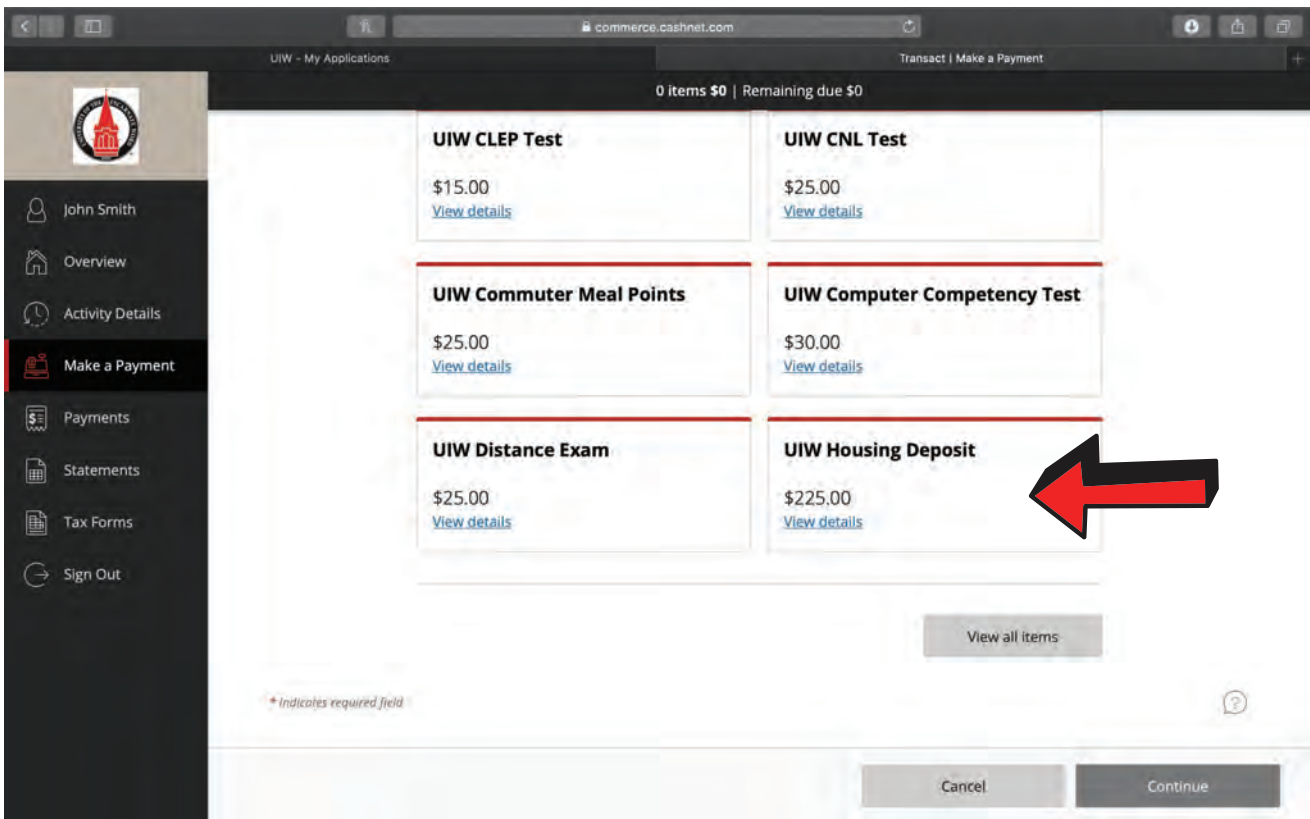 commerce.cashnet.com
UIW - My Applications
Transact | Make a Payment
0 items $0 | Remaining due $0
John Smith
Overview
Activity Details
Make a Payment
Payments
Statements
Tax Forms
Sign Out
UIW CLEP Test
$15.00
View details
UIW CNL Test
$25.00
View details
UIW Commuter Meal Points
$25.00
View details
UIW Computer Competency Test
$30.00
View details
UIW Distance Exam
$25.00
View details
UIW Housing Deposit
$225.00
View details
View all items
* Indicates required field
Cancel
Continue